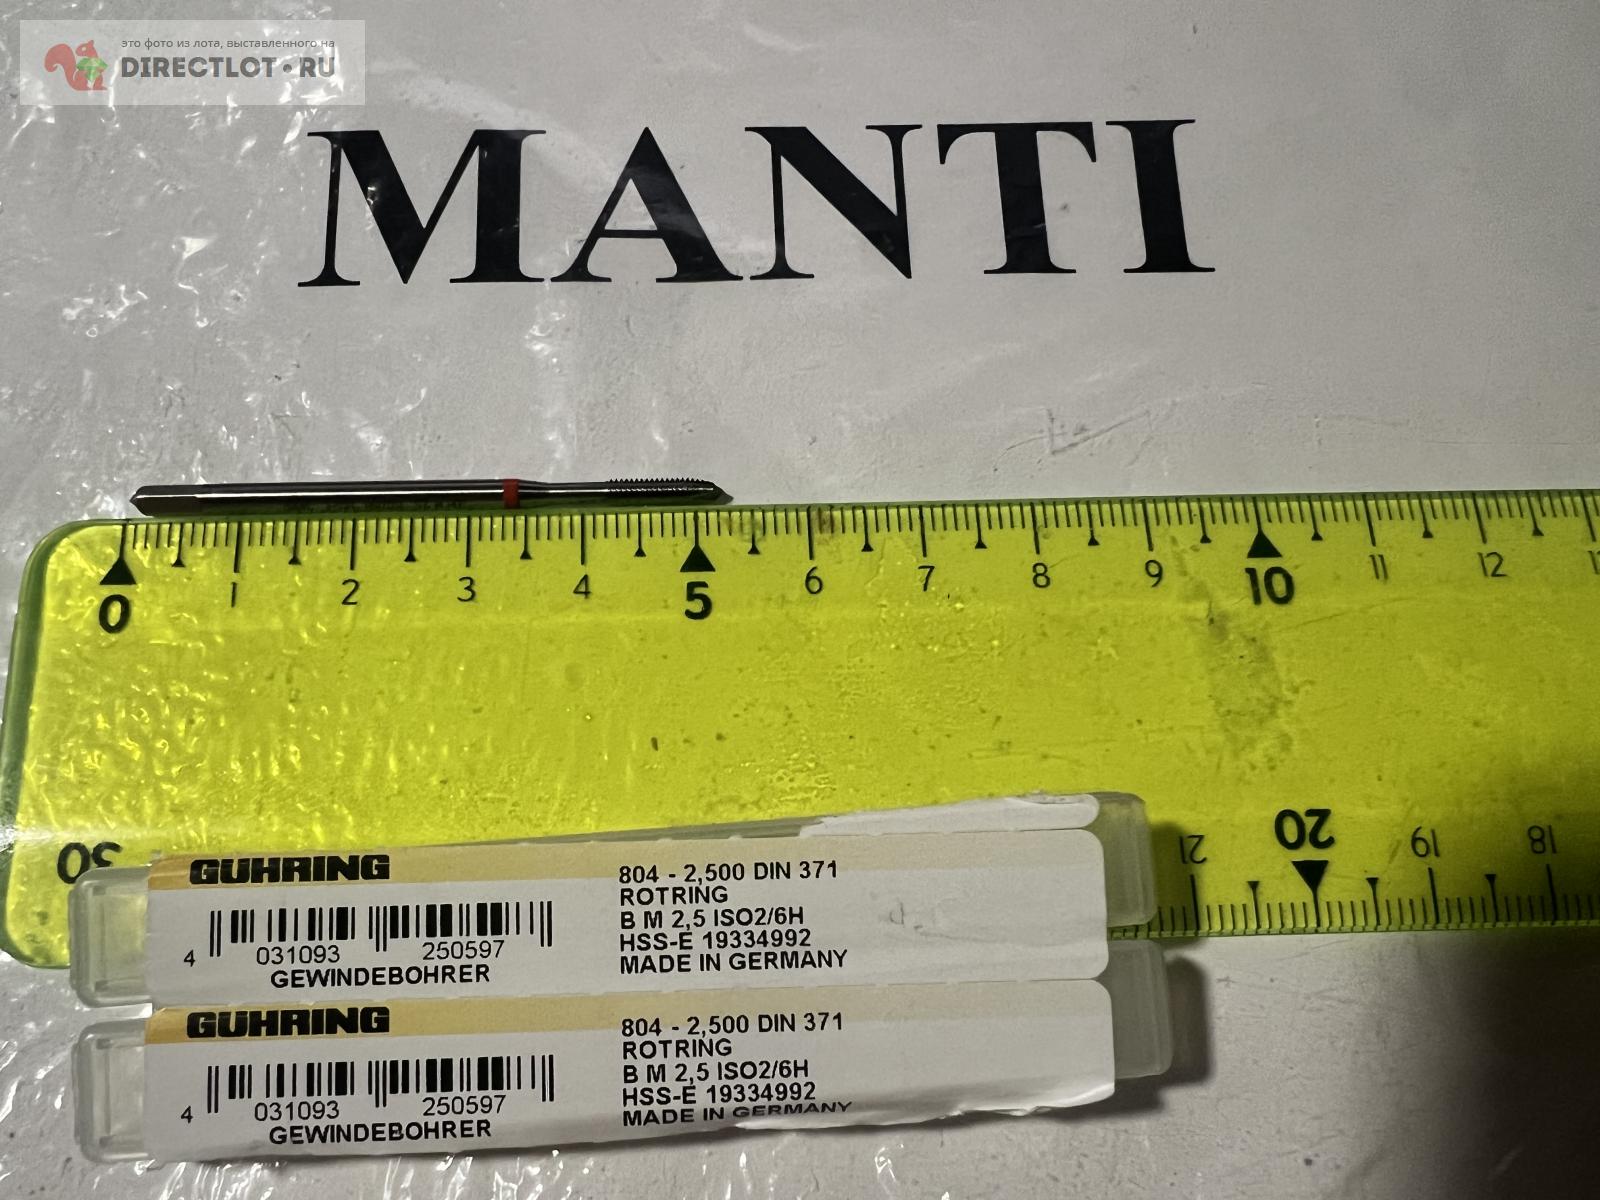 это фото из лота, выставленного на
DIRECTLOT•RU
MANTI
0 1 2 3 4 5 6 7 8 9 10 11 12
30 21 20 19 18
GUHRING
804 - 2,500 DIN 371
ROTRING
B M 2,5 ISO2/6H
HSS-E 19334992
MADE IN GERMANY
4 031093 250597
GEWINDEBOHRER
GUHRING
804 - 2,500 DIN 371
ROTRING
B M 2,5 ISO2/6H
HSS-E 19334992
MADE IN GERMANY
4 031093 250597
GEWINDEBOHRER